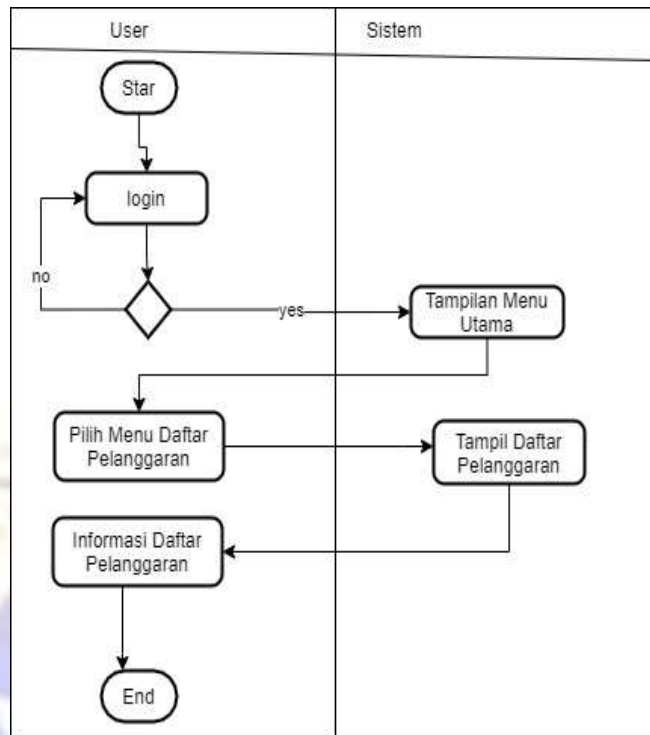 User
Sistem
Star
login
no
yes
Tampilan Menu
Utama
Pilih Menu Daftar
Pelanggaran
Tampil Daftar
Pelanggaran
Informasi Daftar
Pelanggaran
End